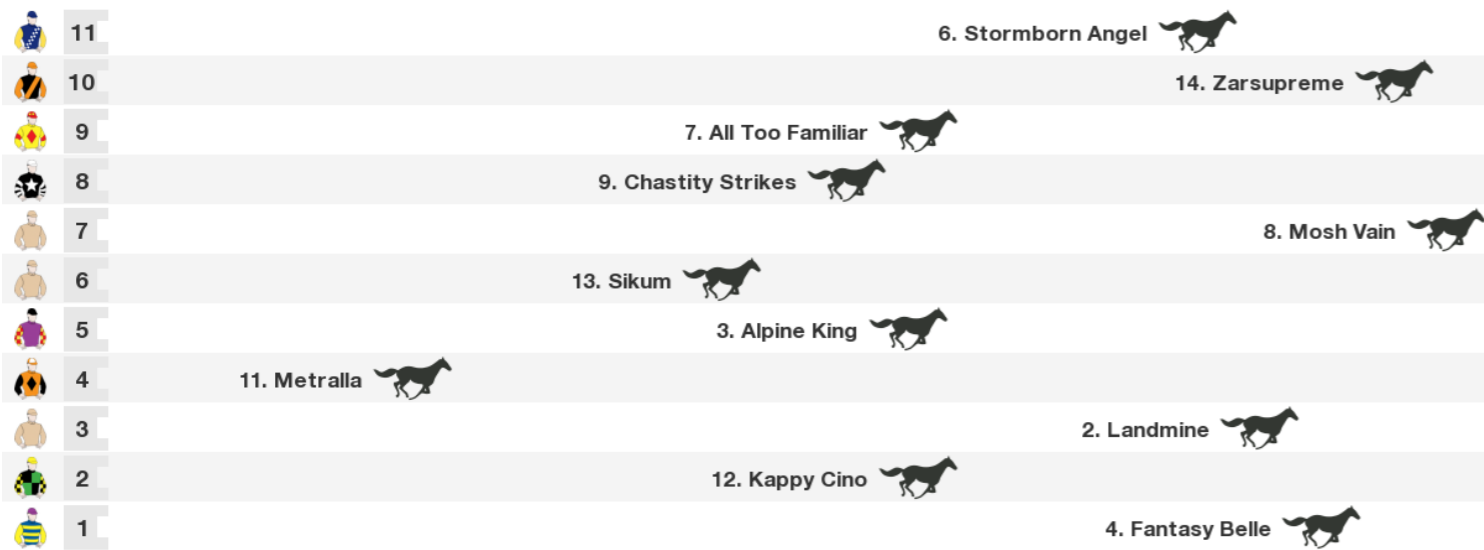 11 6. Stormborn Angel
10 14. Zarsupreme
9 7. All Too Familiar
8 9. Chastity Strikes
7 8. Mosh Vain
6 13. Sikum
5 3. Alpine King
4 11. Metralla
3 2. Landmine
2 12. Kappy Cino
1 4. Fantasy Belle